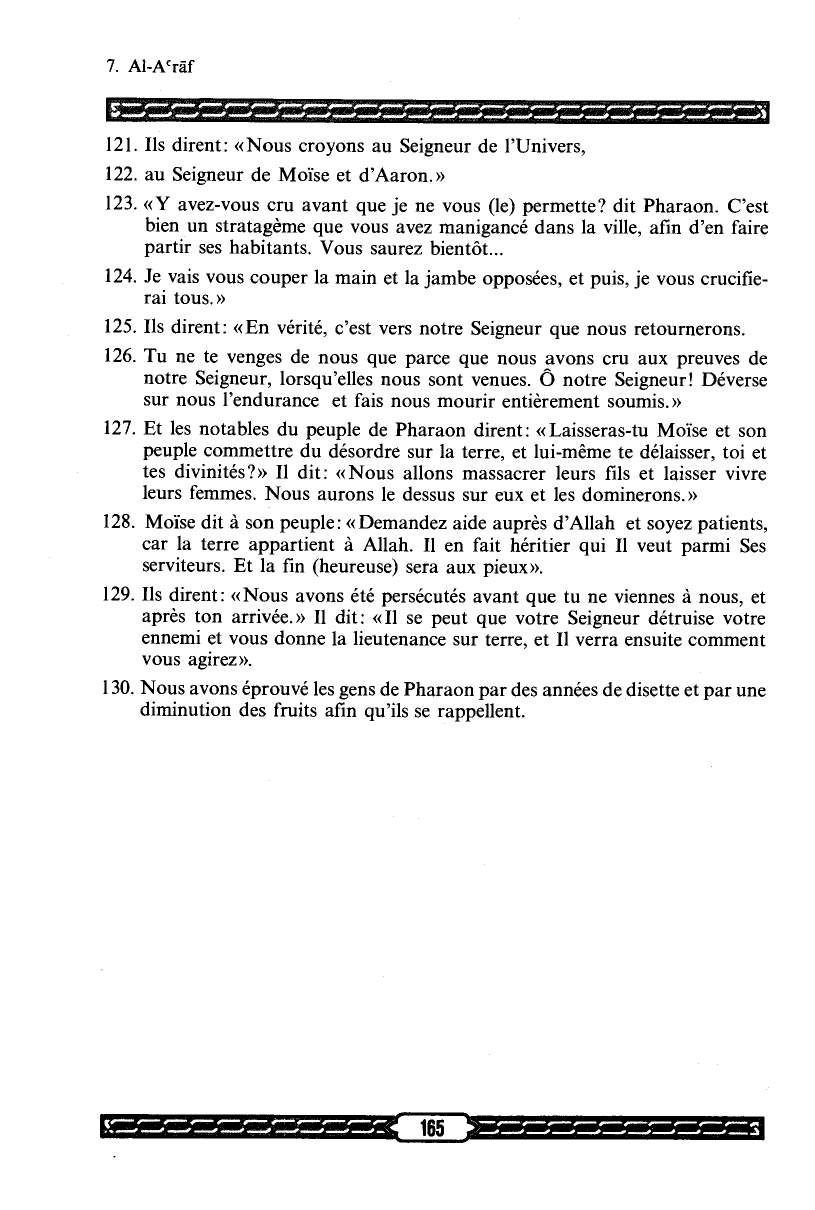 7. Al-Aᶜrāf
121. Ils dirent: «Nous croyons au Seigneur de l'Univers,
122. au Seigneur de Moïse et d'Aaron.»
123. «Y avez-vous cru avant que je ne vous (le) permette? dit Pharaon. C'est
bien un stratagème que vous avez manigancé dans la ville, afin d'en faire
partir ses habitants. Vous saurez bientôt...
124. Je vais vous couper la main et la jambe opposées, et puis, je vous crucifie-
rai tous.»
125. Ils dirent: «En vérité, c'est vers notre Seigneur que nous retournerons.
126. Tu ne te venges de nous que parce que nous avons cru aux preuves de
notre Seigneur, lorsqu'elles nous sont venues. Ô notre Seigneur! Déverse
sur nous l'endurance et fais nous mourir entièrement soumis.»
127. Et les notables du peuple de Pharaon dirent: «Laisseras-tu Moïse et son
peuple commettre du désordre sur la terre, et lui-même te délaisser, toi et
tes divinités?» Il dit: «Nous allons massacrer leurs fils et laisser vivre
leurs femmes. Nous aurons le dessus sur eux et les dominerons.»
128. Moïse dit à son peuple: «Demandez aide auprès d'Allah et soyez patients,
car la terre appartient à Allah. Il en fait héritier qui Il veut parmi Ses
serviteurs. Et la fin (heureuse) sera aux pieux».
129. Ils dirent: «Nous avons été persécutés avant que tu ne viennes à nous, et
après ton arrivée.» Il dit: «Il se peut que votre Seigneur détruise votre
ennemi et vous donne la lieutenance sur terre, et Il verra ensuite comment
vous agirez».
130. Nous avons éprouvé les gens de Pharaon par des années de disette et par une
diminution des fruits afin qu'ils se rappellent.
165